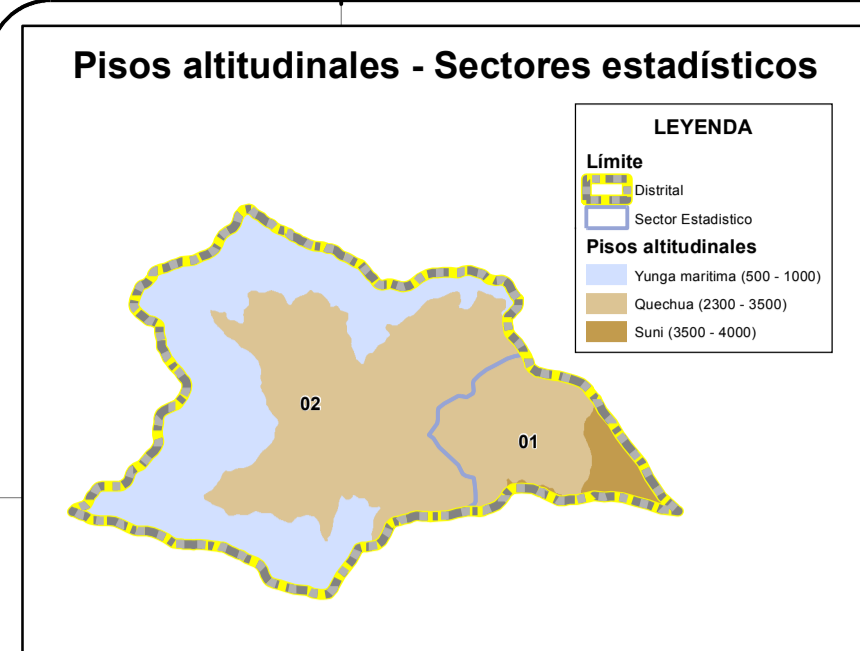 Pisos altitudinales - Sectores estadísticos
LEYENDA
Límite
Distrital
Sector Estadistico
Pisos altitudinales
Yunga maritima (500 - 1000)
Quechua (2300 - 3500)
Suni (3500 - 4000)
02
01